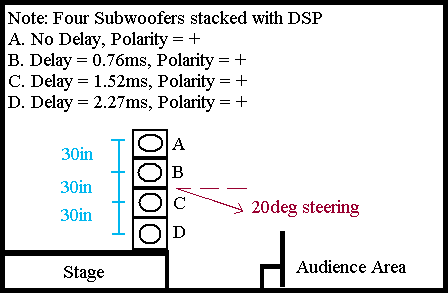 Note: Four Subwoofers stacked with DSP
A. No Delay, Polarity = +
B. Delay = 0.76ms, Polarity = +
C. Delay = 1.52ms, Polarity = +
D. Delay = 2.27ms, Polarity = +
A
30in
B
30in
C
20deg steering
30in
D
Stage
Audience Area